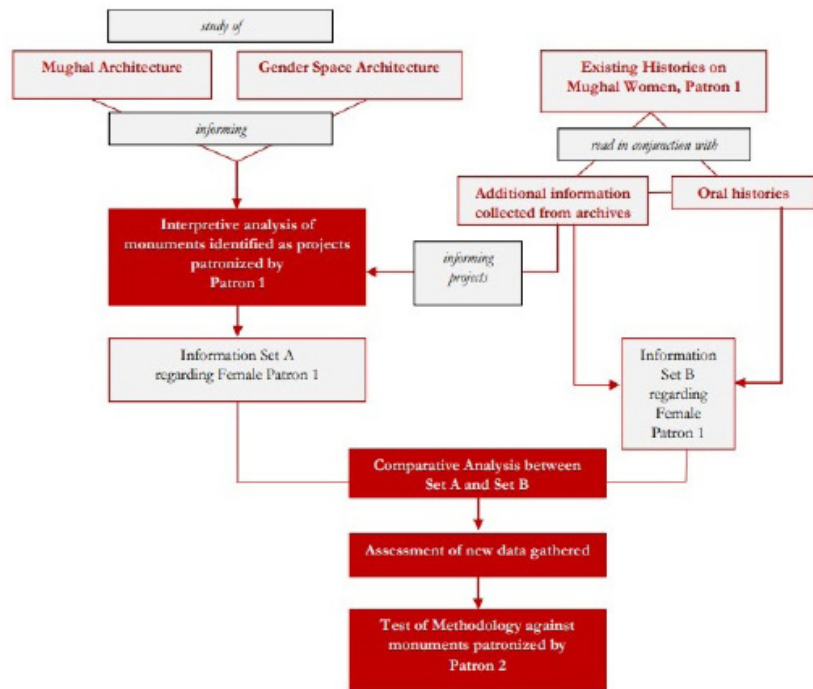 study of
Mughal Architecture
Gender Space Architecture
informing
Existing Histories on
Mughal Women, Patron 1
read in conjunction with
Additional information
collected from archives
Oral histories
Interpretive analysis of
monuments identified as projects
patronized by
Patron 1
informing
projects
Information Set A
regarding Female Patron 1
Information
Set B
regarding
Female
Patron 1
Comparative Analysis between
Set A and Set B
Assessment of new data gathered
Test of Methodology against
monuments patronized by
Patron 2